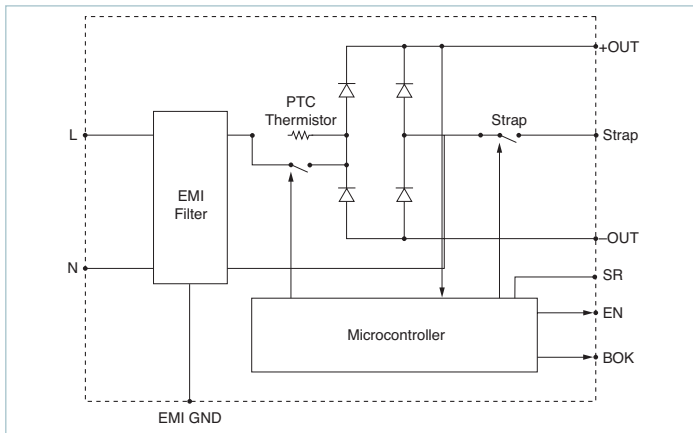 +OUT
PTC
Thermistor
Strap
L
Strap
EMI
Filter
–OUT
N
SR
EN
Microcontroller
BOK
EMI GND